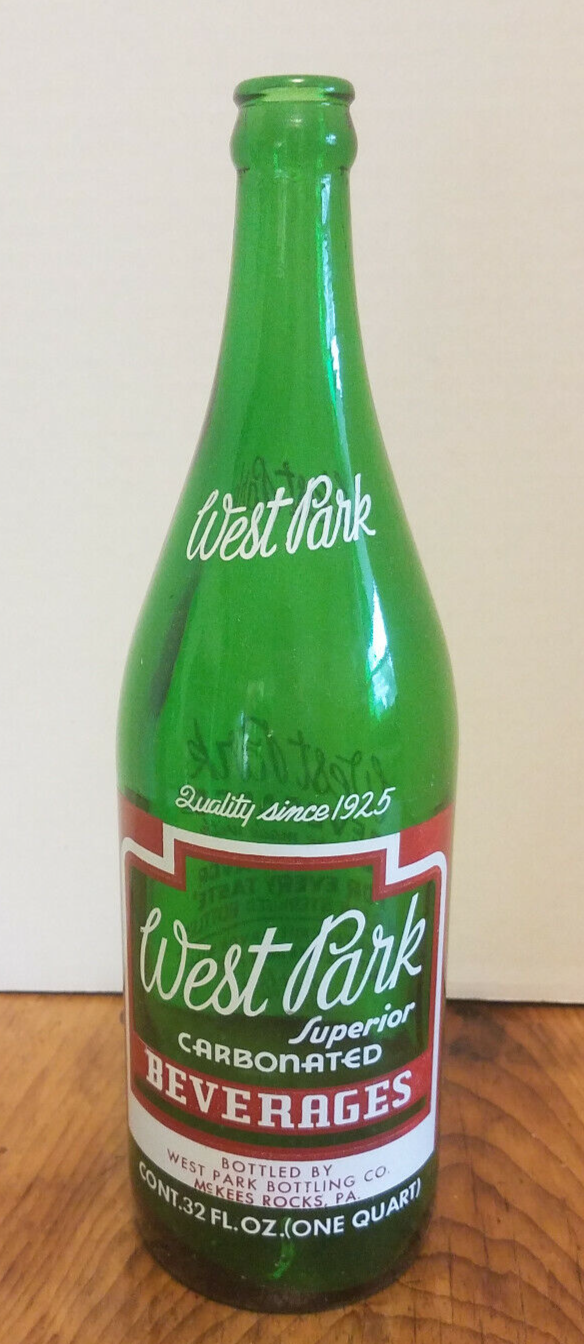 West Park
Quality since 1925
West Park
Superior
CARBONATED
BEVERAGES
BOTTLED BY
WEST PARK BOTTLING CO.
McKEES ROCKS, PA.
CONT. 32 FL. OZ. (ONE QUART)